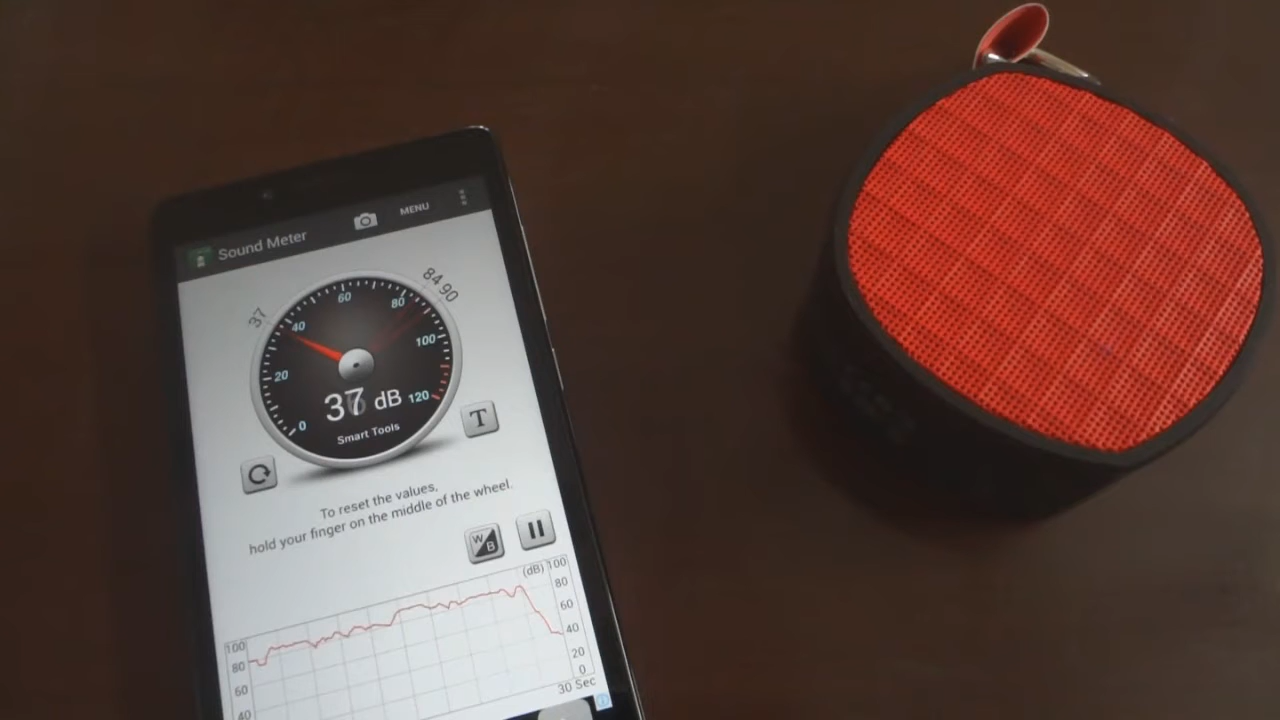 MENU
Sound Meter
37
84 90
0
20
40
60
80
100
120
37 dB
Smart Tools
T
To reset the values,
hold your finger on the middle of the wheel.
W
B
(dB)
100
80
60
40
20
0
100
80
60
40
30 Sec